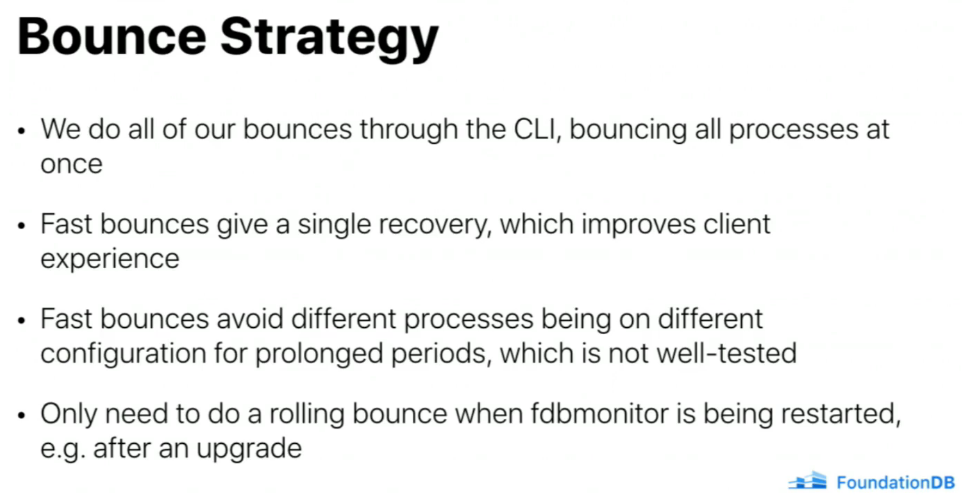 Bounce Strategy
• We do all of our bounces through the CLI, bouncing all processes at
once
• Fast bounces give a single recovery, which improves client
experience
• Fast bounces avoid different processes being on different
configuration for prolonged periods, which is not well-tested
• Only need to do a rolling bounce when fdbmonitor is being restarted,
e.g. after an upgrade
FoundationDB